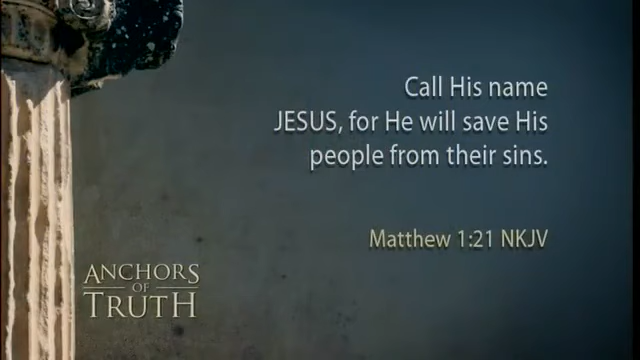 Call His name
JESUS, for He will save His
people from their sins.
Matthew 1:21 NKJV
ANCHORS
OF
TRUTH